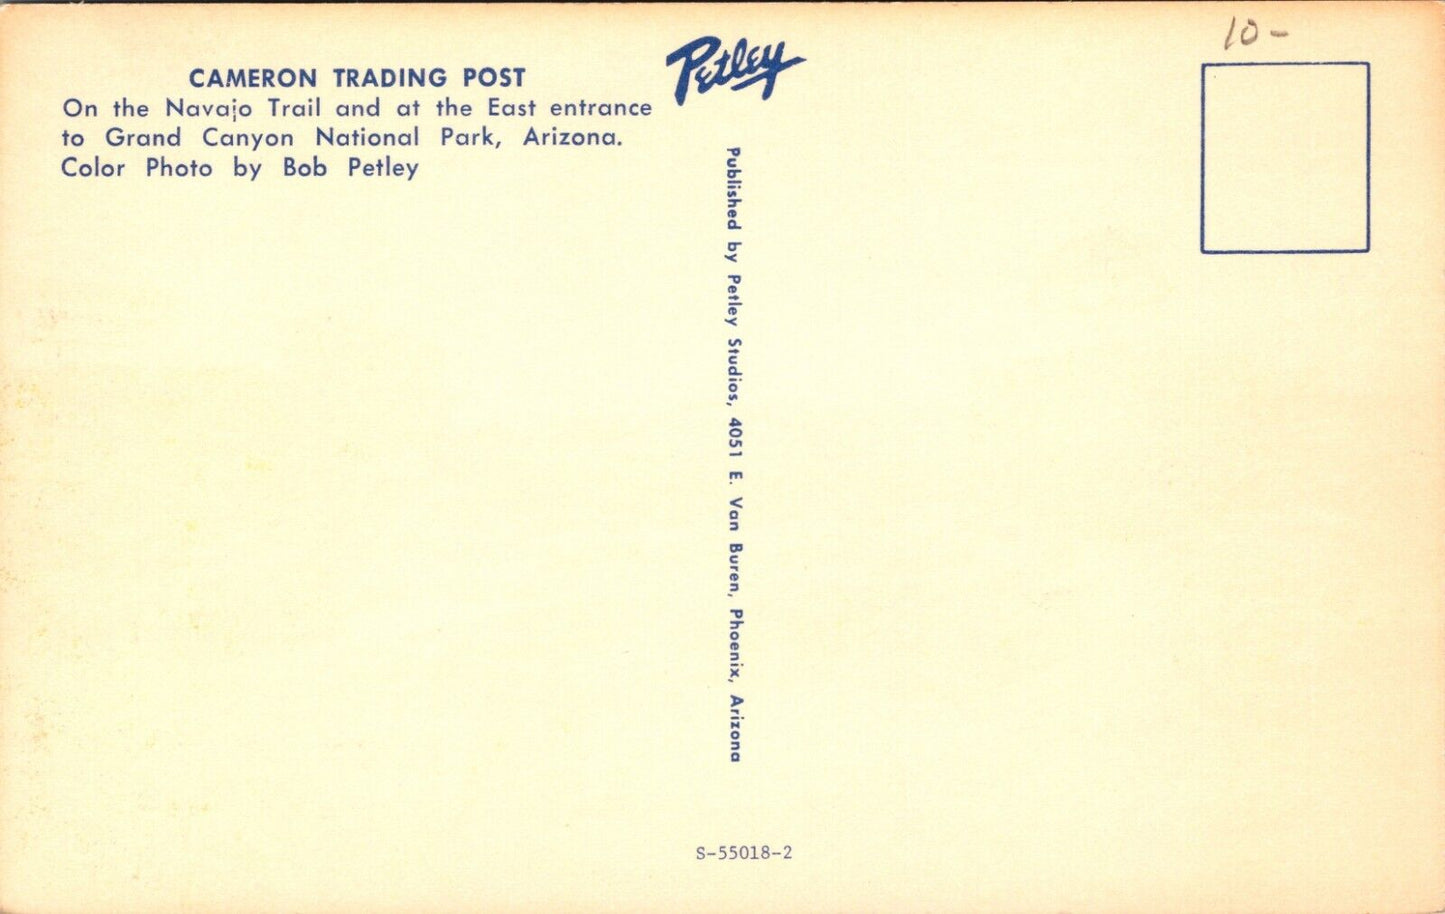 10-
Petley
CAMERON TRADING POST
On the Navajo Trail and at the East entrance
to Grand Canyon National Park, Arizona.
Color Photo by Bob Petley
Published by Petley Studios, 4051 E. Van Buren, Phoenix, Arizona
S-55018-2